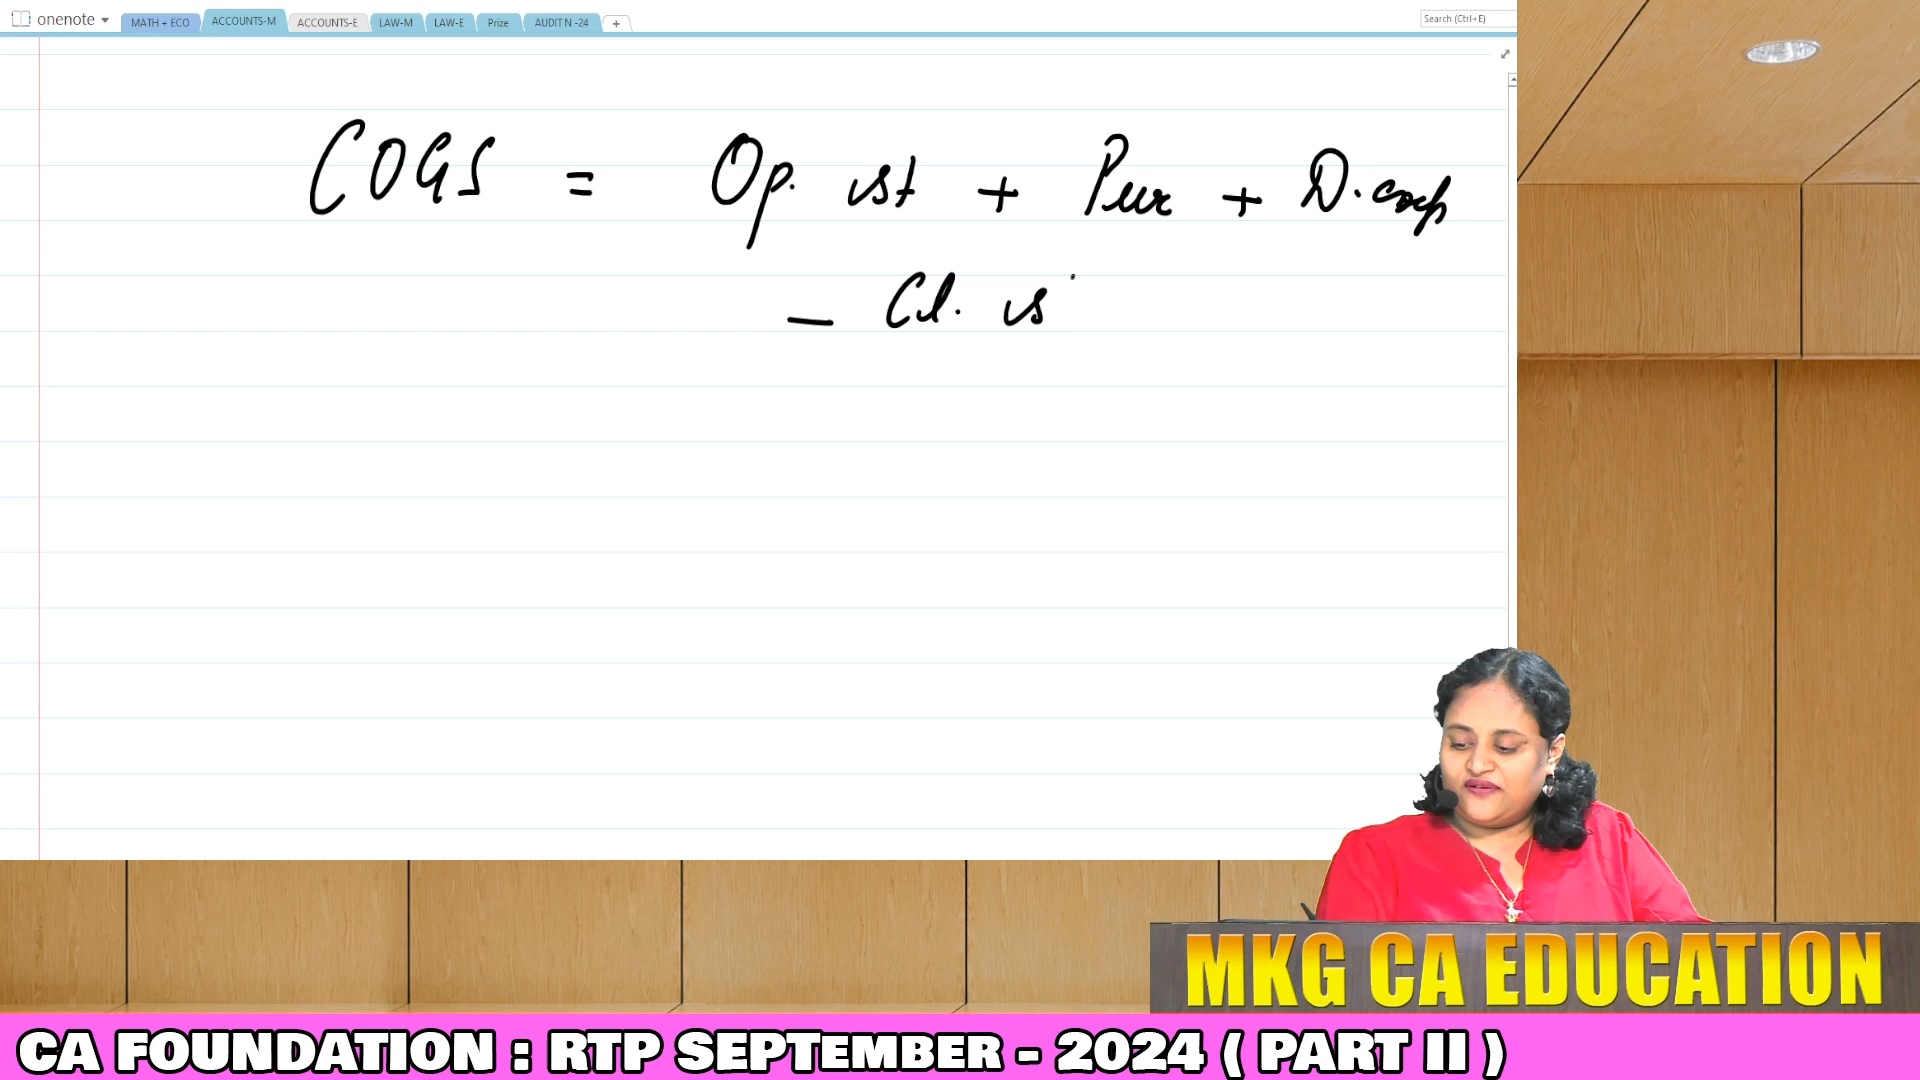 onenote MATH + ECO ACCOUNTS-M ACCOUNTS-E LAW-M LAW-E Prize AUDIT N -24 + Search (Ctrl+E)
COGS = Op. st + Pur + D. exp
– Cl. s
MKG CA EDUCATION
CA FOUNDATION : RTP SEPTEMBER - 2024 ( PART II )